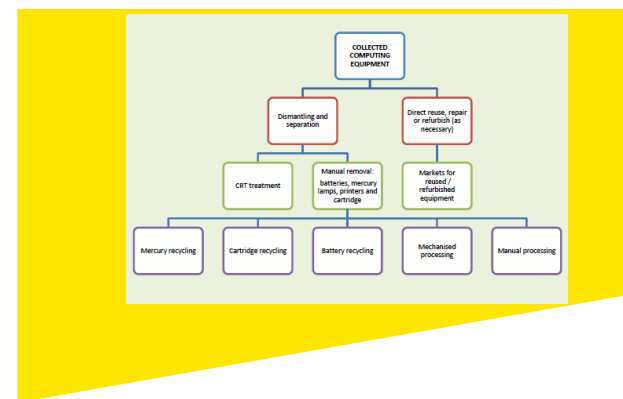 COLLECTED
COMPUTING
EQUIPMENT
Dismantling and
separation
Direct reuse, repair
or refurbish (as
necessary)
CRT treatment
Manual removal:
batteries, mercury
lamps, printers and
cartridge
Markets for
reused /
refurbished
equipment
Mercury recycling
Cartridge recycling
Battery recycling
Mechanised
processing
Manual processing